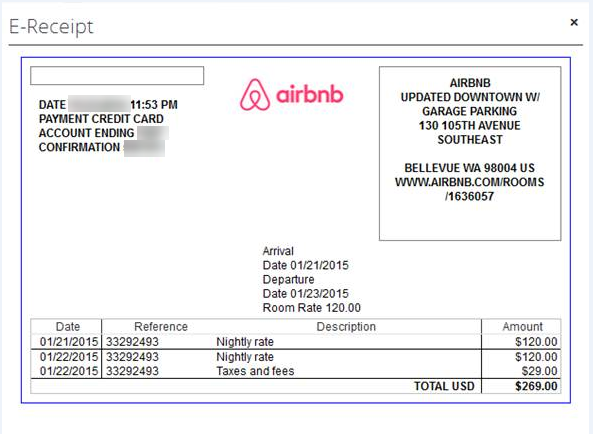 E-Receipt
×
DATE 11:53 PM
PAYMENT CREDIT CARD
ACCOUNT ENDING
CONFIRMATION
airbnb
AIRBNB
UPDATED DOWNTOWN W/
GARAGE PARKING
130 105TH AVENUE
SOUTHEAST
BELLEVUE WA 98004 US
WWW.AIRBNB.COM/ROOMS
/1636057
Arrival
Date 01/21/2015
Departure
Date 01/23/2015
Room Rate 120.00
Date Reference Description Amount
01/21/2015 33292493 Nightly rate $120.00
01/22/2015 33292493 Nightly rate $120.00
01/22/2015 33292493 Taxes and fees $29.00
TOTAL USD $269.00